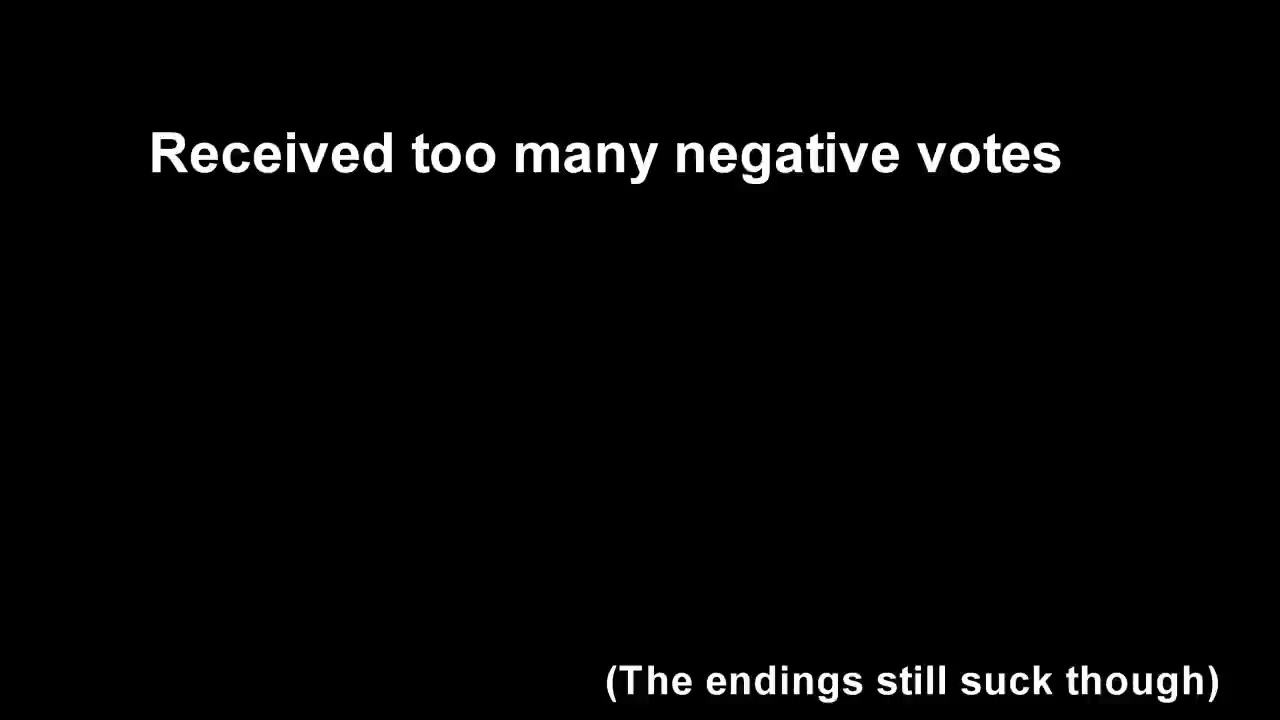 Received too many negative votes
(The endings still suck though)